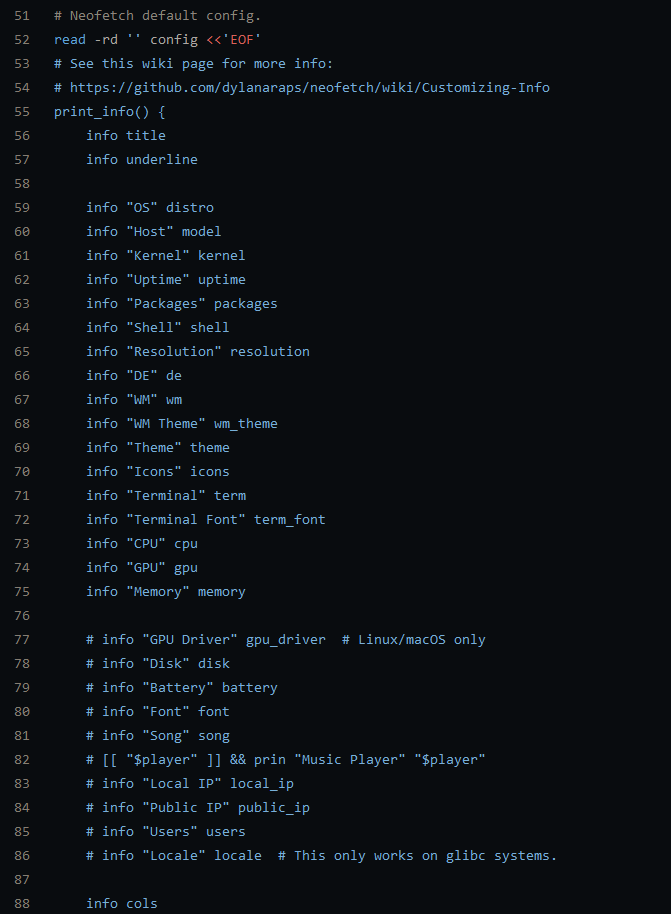 51 # Neofetch default config.
52 read -rd '' config <<'EOF'
53 # See this wiki page for more info:
54 # https://github.com/dylanaraps/neofetch/wiki/Customizing-Info
55 print_info() {
56     info title
57     info underline
58
59     info "OS" distro
60     info "Host" model
61     info "Kernel" kernel
62     info "Uptime" uptime
63     info "Packages" packages
64     info "Shell" shell
65     info "Resolution" resolution
66     info "DE" de
67     info "WM" wm
68     info "WM Theme" wm_theme
69     info "Theme" theme
70     info "Icons" icons
71     info "Terminal" term
72     info "Terminal Font" term_font
73     info "CPU" cpu
74     info "GPU" gpu
75     info "Memory" memory
76
77     # info "GPU Driver" gpu_driver  # Linux/macOS only
78     # info "Disk" disk
79     # info "Battery" battery
80     # info "Font" font
81     # info "Song" song
82     # [[ "$player" ]] && prin "Music Player" "$player"
83     # info "Local IP" local_ip
84     # info "Public IP" public_ip
85     # info "Users" users
86     # info "Locale" locale  # This only works on glibc systems.
87
88     info cols